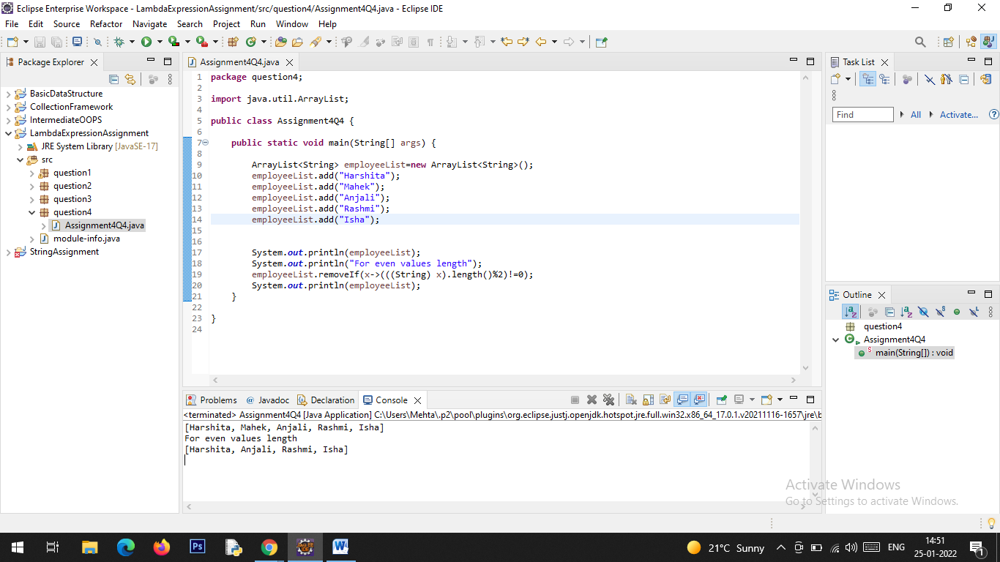 Eclipse Enterprise Workspace - LambdaExpressionAssignment/src/question4/Assignment4Q4.java - Eclipse IDE
File Edit Source Refactor Navigate Search Project Run Window Help
Package Explorer
BasicDataStructure
CollectionFramework
IntermediateOOPS
LambdaExpressionAssignment
JRE System Library [JavaSE-17]
src
question1
question2
question3
question4
Assignment4Q4.java
module-info.java
StringAssignment
Assignment4Q4.java
1 package question4;
2
3 import java.util.ArrayList;
4
5 public class Assignment4Q4 {
6
7 public static void main(String[] args) {
8
9 ArrayList<String> employeeList=new ArrayList<String>();
10 employeeList.add("Harshita");
11 employeeList.add("Mahek");
12 employeeList.add("Anjali");
13 employeeList.add("Rashmi");
14 employeeList.add("Isha");
15
16
17 System.out.println(employeeList);
18 System.out.println("For even values length");
19 employeeList.removeIf(x->(((String) x).length()%2)!=0);
20 System.out.println(employeeList);
21 }
22
23 }
24
Task List
Find All Activate...
Outline
question4
Assignment4Q4
main(String[]) : void
Problems Javadoc Declaration Console
<terminated> Assignment4Q4 [Java Application] C:\Users\Mehta\.p2\pool\plugins\org.eclipse.justj.openjdk.hotspot.jre.full.win32.x86_64_17.0.1.v20211116-1657\jre\b
[Harshita, Mahek, Anjali, Rashmi, Isha]
For even values length
[Harshita, Anjali, Rashmi, Isha]
Activate Windows
Go to Settings to activate Windows.
21°C Sunny
ENG
14:51
25-01-2022
1